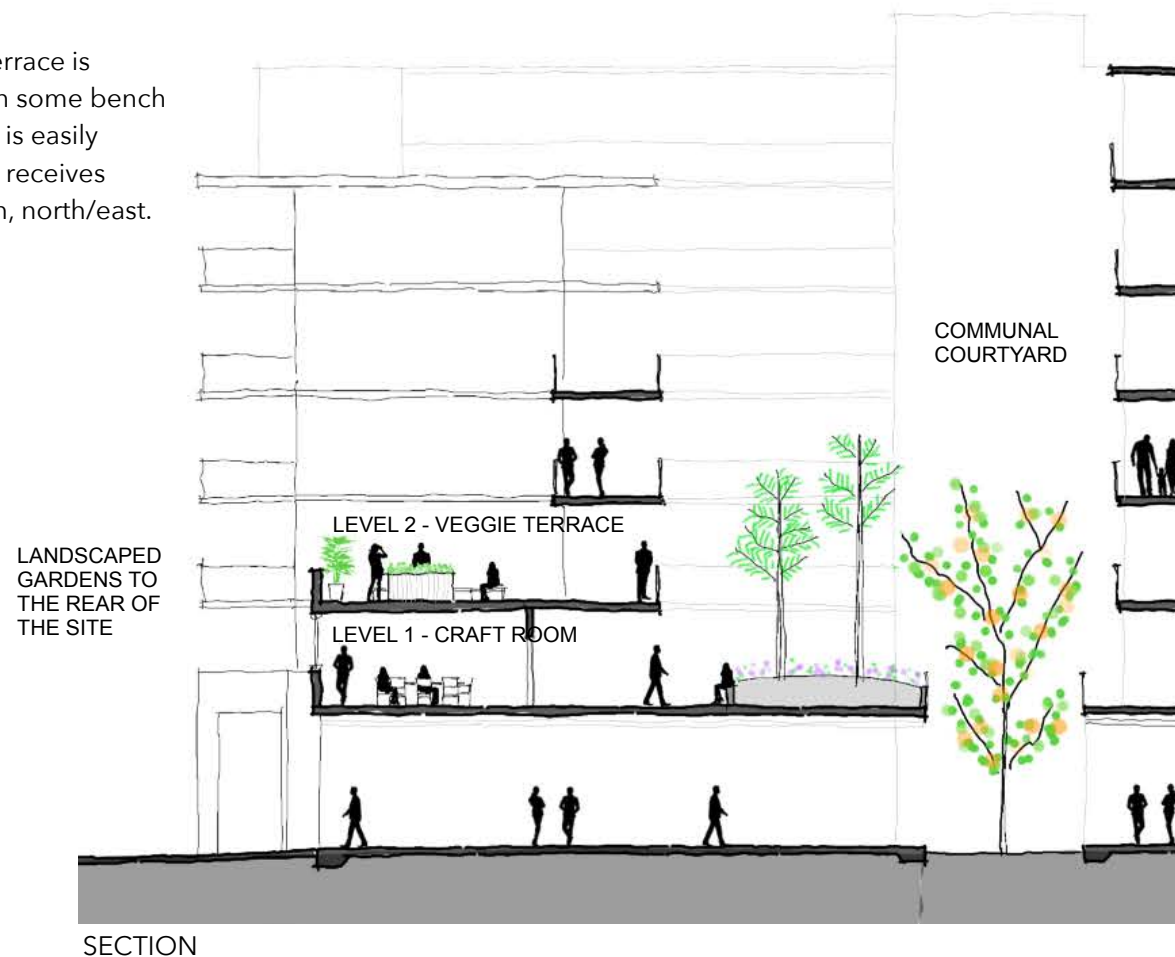 errace is
some bench
is easily
receives
north/east.
COMMUNAL
COURTYARD
LEVEL 2 - VEGGIE TERRACE
LANDSCAPED
GARDENS TO
THE REAR OF
THE SITE
LEVEL 1 - CRAFT ROOM
SECTION